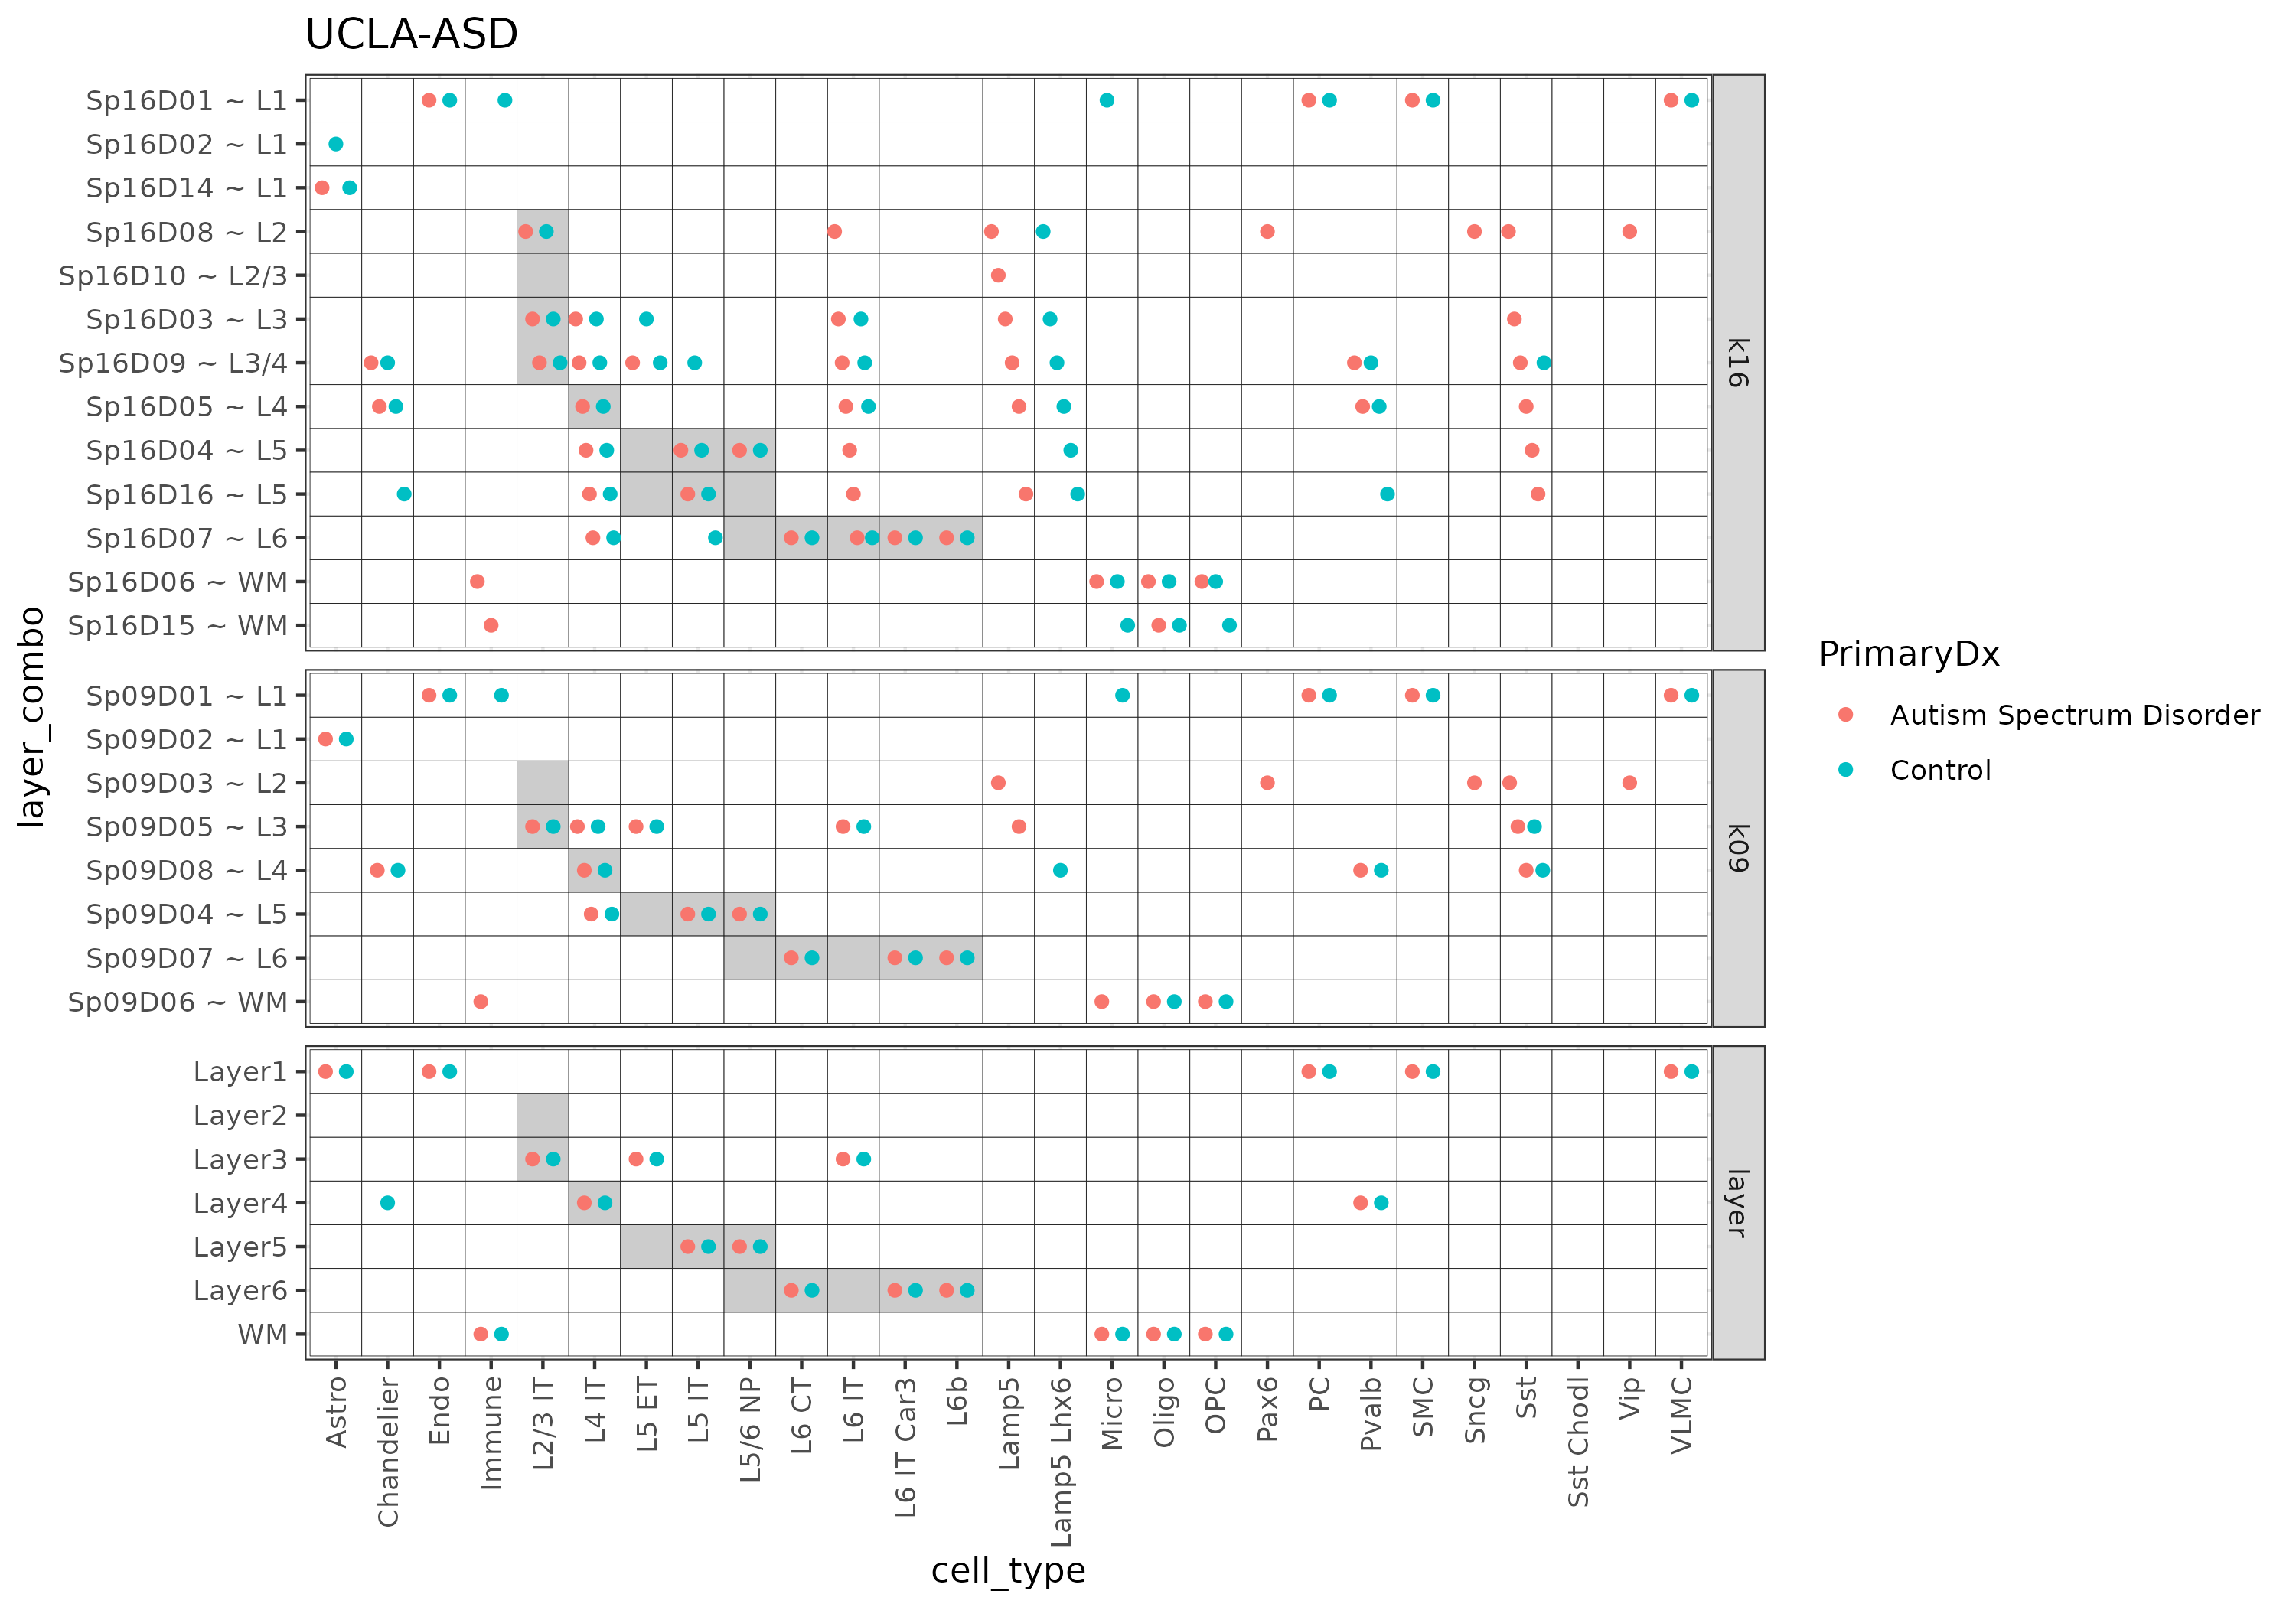 UCLA-ASD
Sp16D01 ~ L1
Sp16D02 ~ L1
Sp16D14 ~ L1
Sp16D08 ~ L2
Sp16D10 ~ L2/3
Sp16D03 ~ L3
Sp16D09 ~ L3/4
Sp16D05 ~ L4
Sp16D04 ~ L5
Sp16D16 ~ L5
Sp16D07 ~ L6
Sp16D06 ~ WM
Sp16D15 ~ WM
k16
Sp09D01 ~ L1
Sp09D02 ~ L1
Sp09D03 ~ L2
Sp09D05 ~ L3
Sp09D08 ~ L4
Sp09D04 ~ L5
Sp09D07 ~ L6
Sp09D06 ~ WM
k09
Layer1
Layer2
Layer3
Layer4
Layer5
Layer6
WM
layer
layer_combo
Astro
Chandelier
Endo
Immune
L2/3 IT
L4 IT
L5 ET
L5 IT
L5/6 NP
L6 CT
L6 IT
L6 IT Car3
L6b
Lamp5
Lamp5 Lhx6
Micro
Oligo
OPC
Pax6
PC
Pvalb
SMC
Sncg
Sst
Sst Chodl
Vip
VLMC
cell_type
PrimaryDx
Autism Spectrum Disorder
Control